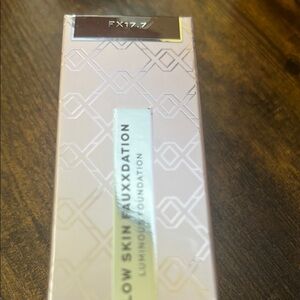 FX17.7
LOW SKIN FAUXXDATION
LUMINOUS FOUNDATION